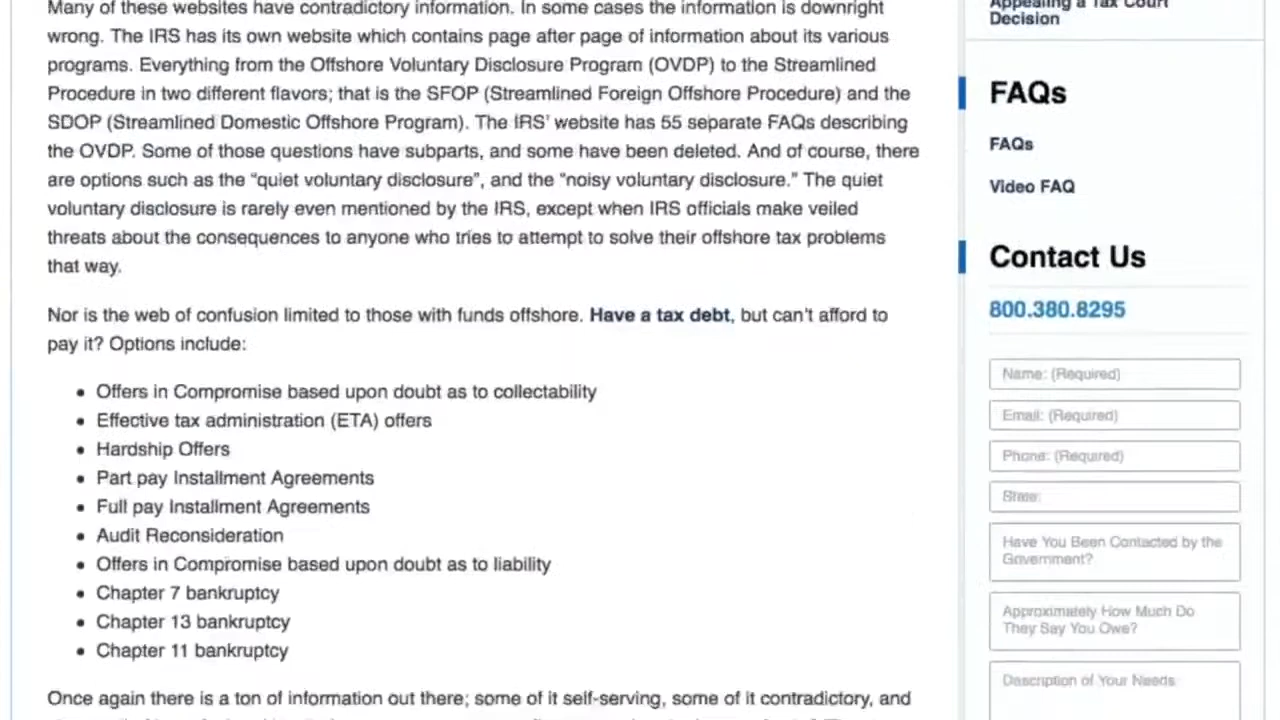 Many of these websites have contradictory information. In some cases the information is downright
wrong. The IRS has its own website which contains page after page of information about its various
programs. Everything from the Offshore Voluntary Disclosure Program (OVDP) to the Streamlined
Procedure in two different flavors; that is the SFOP (Streamlined Foreign Offshore Procedure) and the
SDOP (Streamlined Domestic Offshore Program). The IRS' website has 55 separate FAQs describing
the OVDP. Some of those questions have subparts, and some have been deleted. And of course, there
are options such as the “quiet voluntary disclosure”, and the “noisy voluntary disclosure.” The quiet
voluntary disclosure is rarely even mentioned by the IRS, except when IRS officials make veiled
threats about the consequences to anyone who tries to attempt to solve their offshore tax problems
that way.
Nor is the web of confusion limited to those with funds offshore. Have a tax debt, but can't afford to
pay it? Options include:
• Offers in Compromise based upon doubt as to collectability
• Effective tax administration (ETA) offers
• Hardship Offers
• Part pay Installment Agreements
• Full pay Installment Agreements
• Audit Reconsideration
• Offers in Compromise based upon doubt as to liability
• Chapter 7 bankruptcy
• Chapter 13 bankruptcy
• Chapter 11 bankruptcy
Once again there is a ton of information out there; some of it self-serving, some of it contradictory, and
Appealing a Tax Court
Decision
FAQs
FAQs
Video FAQ
Contact Us
800.380.8295
Name: (Required)
Email: (Required)
Phone: (Required)
State:
Have You Been Contacted by the
Government?
Approximately How Much Do
They Say You Owe?
Description of Your Needs